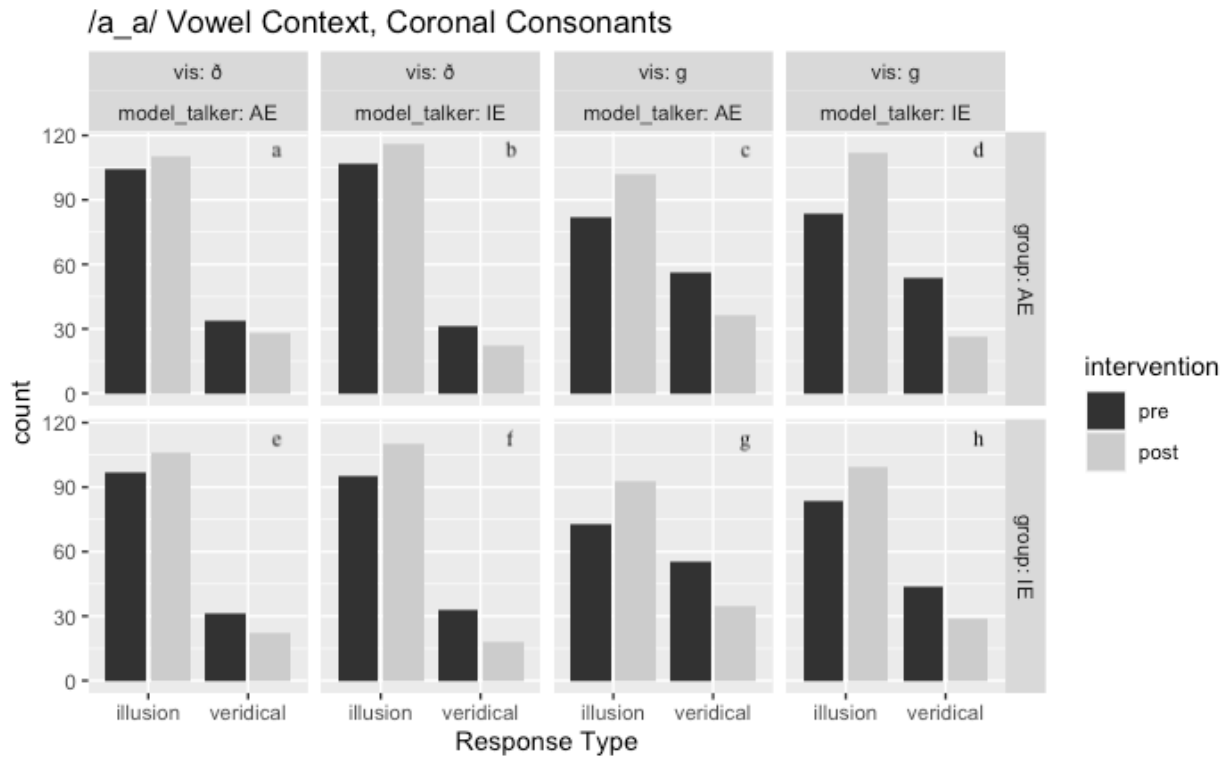 /a_a/ Vowel Context, Coronal Consonants
vis: ð
vis: ð
vis: g
vis: g
model_talker: AE
model_talker: IE
model_talker: AE
model_talker: IE
120
90
60
30
0
a
b
c
d
group: AE
120
90
60
30
0
e
f
g
h
group: IE
count
illusion
veridical
illusion
veridical
illusion
veridical
illusion
veridical
Response Type
intervention
pre
post